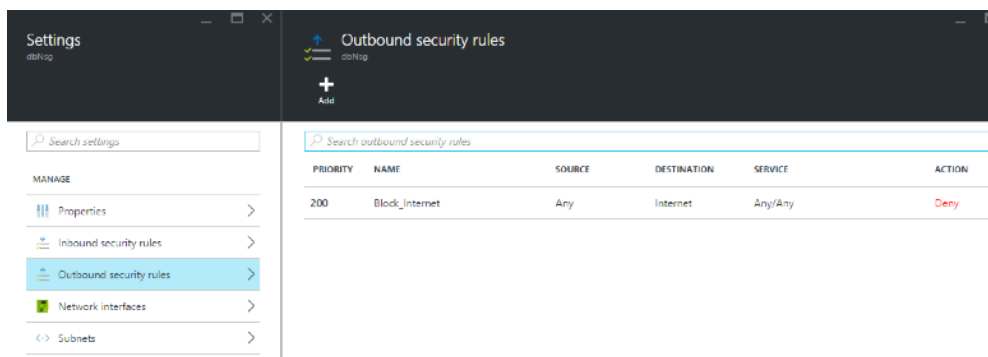 Settings
dbNsg
Search settings
MANAGE
Properties
Inbound security rules
Outbound security rules
Network interfaces
Subnets
Outbound security rules
dbNsg
Add
Search outbound security rules
PRIORITY NAME SOURCE DESTINATION SERVICE ACTION
200 Block_Internet Any Internet Any/Any Deny